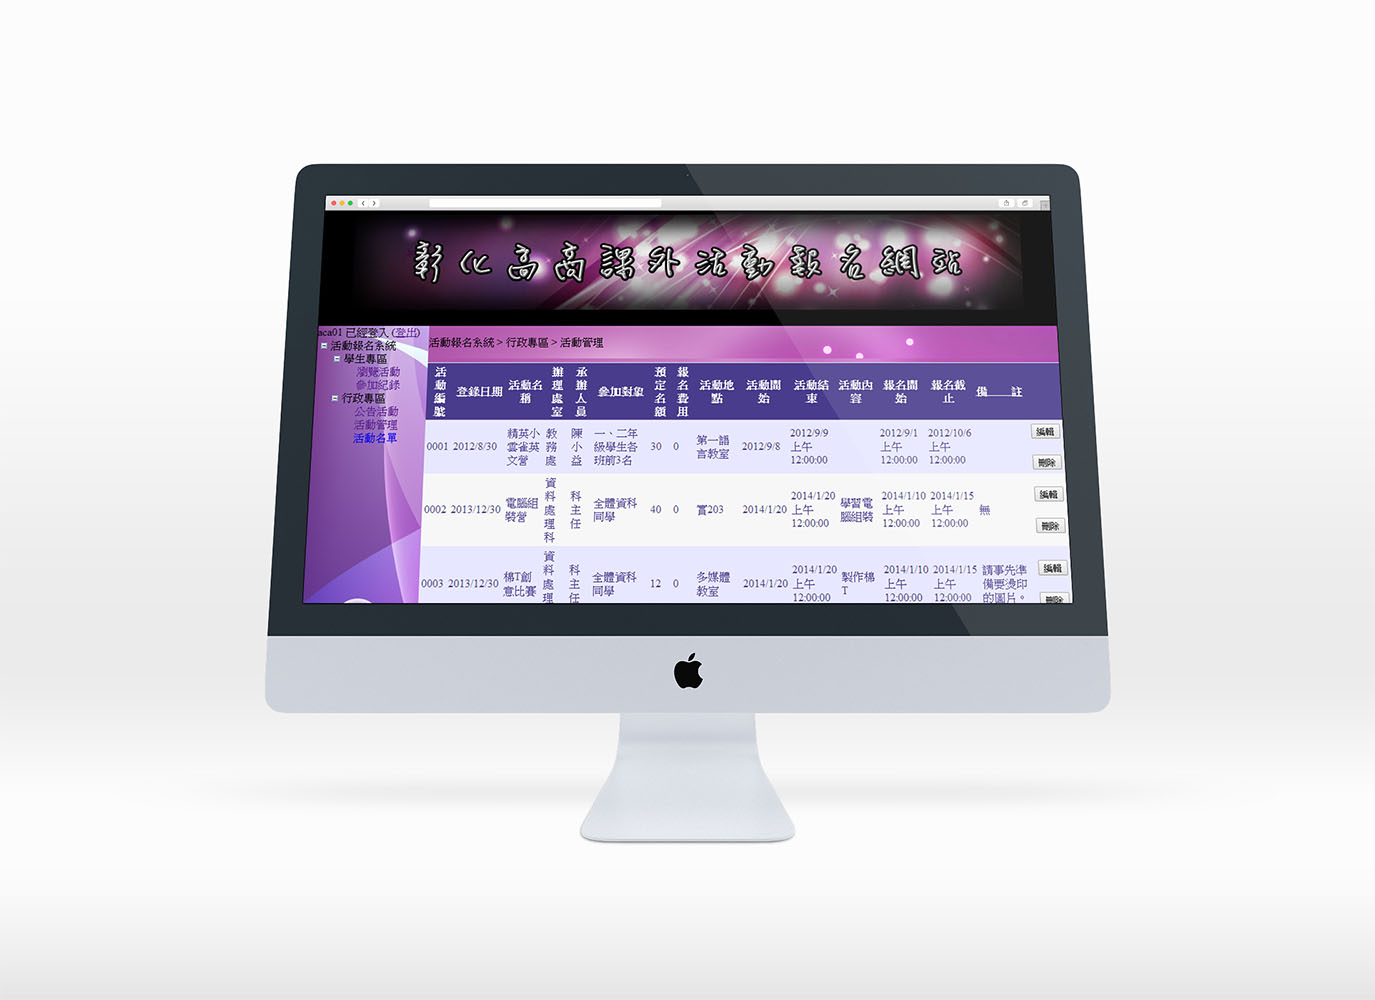 彰化高商課外活動報名網站
aca01 已經登入 (登出)
活動報名系統
學生專區
瀏覽活動
參加紀錄
行政專區
公告活動
活動管理
活動名單
活動報名系統 > 行政專區 > 活動管理
活動編號 登錄日期 活動名稱 辦理處室 承辦人員 參加對象 預定名額 報名費用 活動地點 活動開始 活動結束 活動內容 報名開始 報名截止 備註
0001 2012/8/30 精英小雲雀英文營 教務處 陳小益 一、二年級學生各班前3名 30 0 第一語言教室 2012/9/8 2012/9/9 上午 12:00:00 2012/9/1 上午 12:00:00 2012/10/6 上午 12:00:00 編輯 刪除
0002 2013/12/30 電腦組裝營 資料處理科 科主任 全體資科同學 40 0 實203 2014/1/20 2014/1/20 上午 12:00:00 學習電腦組裝 2014/1/10 上午 12:00:00 2014/1/15 上午 12:00:00 無 編輯 刪除
0003 2013/12/30 棉T創意比賽 資料處理 科主任 全體資科同學 12 0 多媒體教室 2014/1/20 2014/1/20 上午 12:00:00 製作棉T 2014/1/10 上午 12:00:00 2014/1/15 上午 12:00:00 請事先準備要燙印的圖片。 編輯 刪除